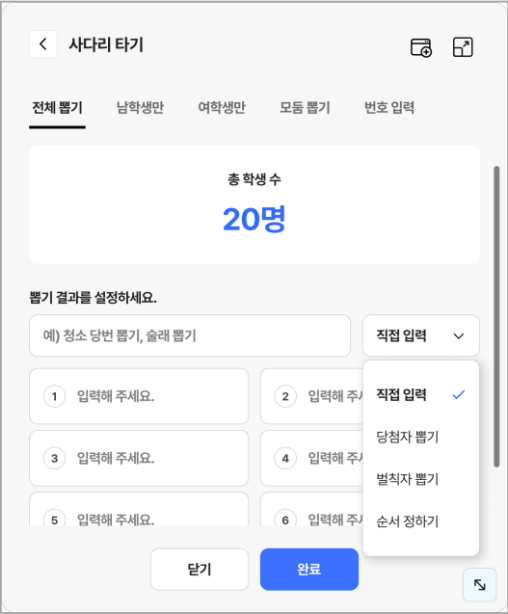 사다리 타기
전체 뽑기 남학생만 여학생만 모둠 뽑기 번호 입력
총 학생 수
20명
뽑기 결과를 설정하세요.
예) 청소 당번 뽑기, 술래 뽑기 직접 입력
1 입력해 주세요. 2 입력해 주
직접 입력
당첨자 뽑기
3 입력해 주세요. 4 입력해 주
벌칙자 뽑기
5 입력해 주세요. 6 입력해 주
순서 정하기
닫기 완료